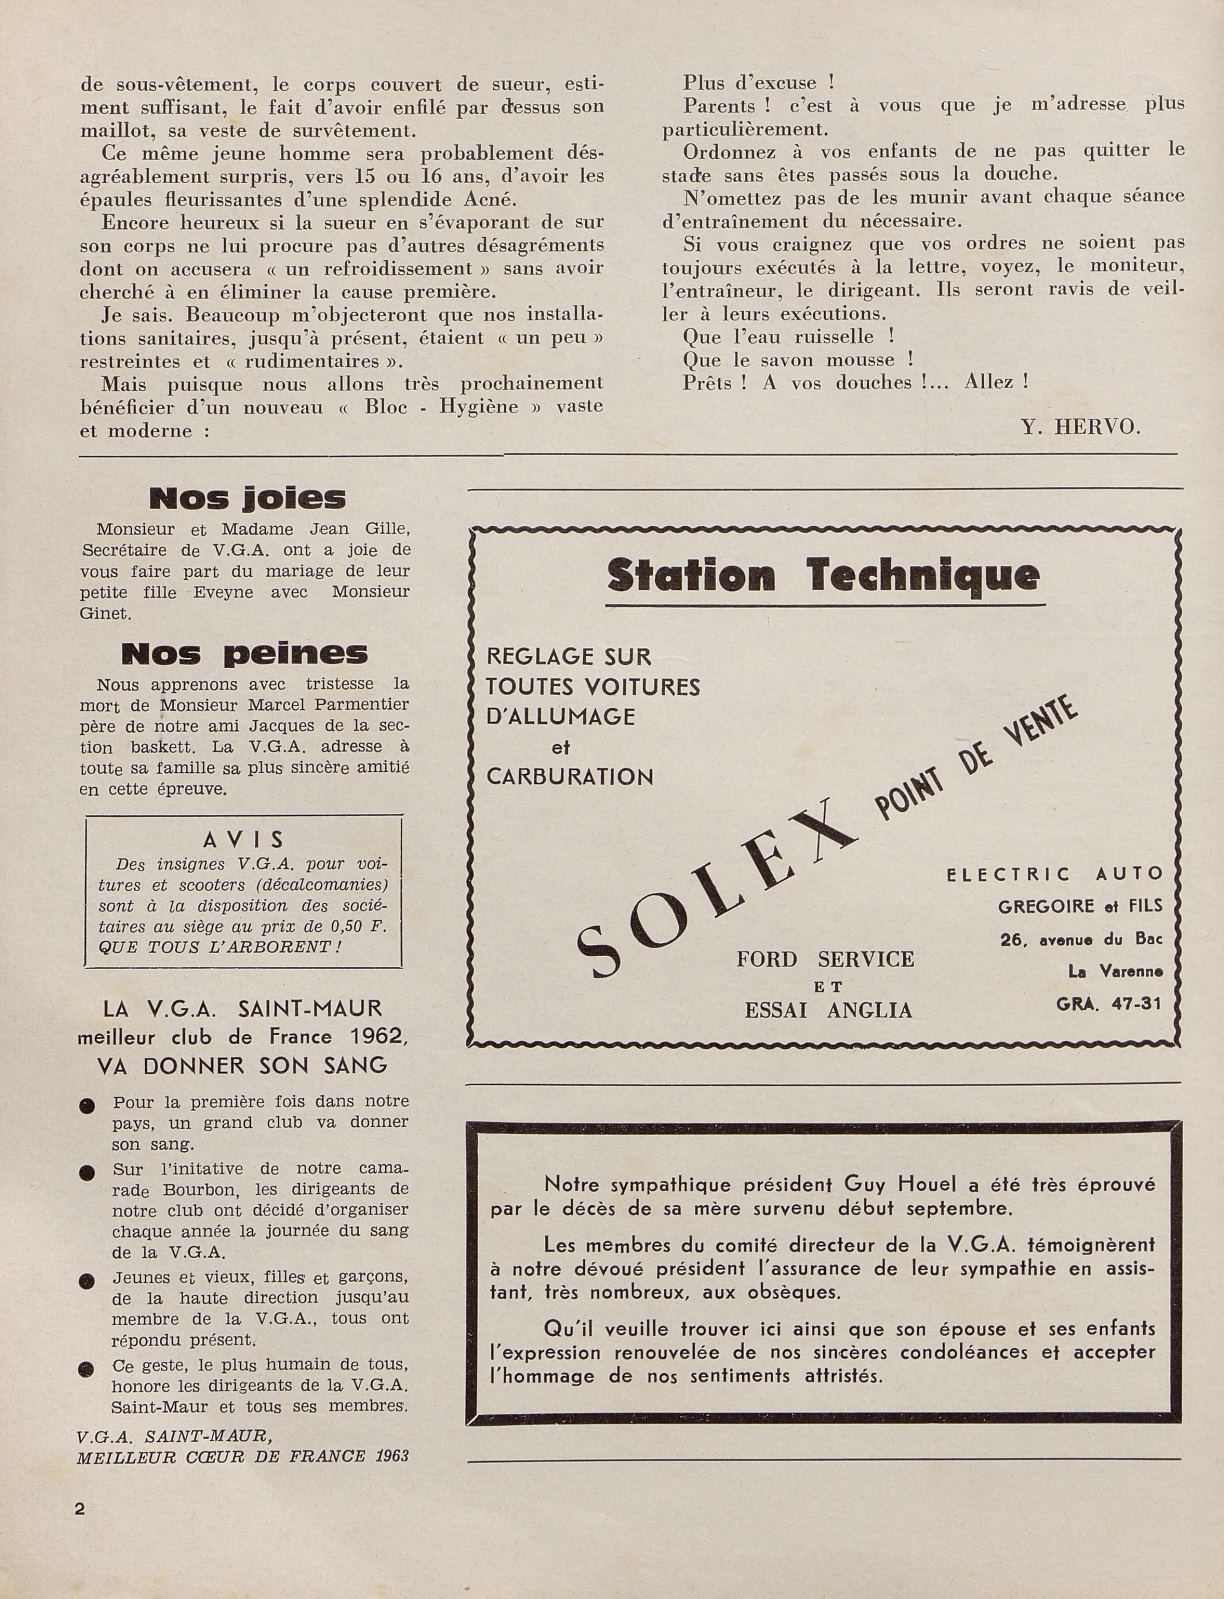 de sous-vêtement, le corps couvert de sueur, esti-
ment suffisant, le fait d'avoir enfilé par dessus son
maillot, sa veste de survêtement.
Ce même jeune homme sera probablement dés-
agréablement surpris, vers 15 ou 16 ans, d'avoir les
épaules fleurissantes d'une splendide Acné.
Encore heureux si la sueur en s'évaporant de sur
son corps ne lui procure pas d'autres désagréments
dont on accusera « un refroidissement » sans avoir
cherché à en éliminer la cause première.
Je sais. Beaucoup m'objecteront que nos installa-
tions sanitaires, jusqu'à présent, étaient « un peu »
restreintes et « rudimentaires ».
Mais puisque nous allons très prochainement
bénéficier d'un nouveau « Bloc - Hygiène » vaste
et moderne :
Plus d'excuse !
Parents ! c'est à vous que je m'adresse plus
particulièrement.
Ordonnez à vos enfants de ne pas quitter le
stade sans êtes passés sous la douche.
N'omettez pas de les munir avant chaque séance
d'entraînement du nécessaire.
Si vous craignez que vos ordres ne soient pas
toujours exécutés à la lettre, voyez, le moniteur,
l'entraîneur, le dirigeant. Ils seront ravis de veil-
ler à leurs exécutions.
Que l'eau ruisselle !
Que le savon mousse !
Prêts ! A vos douches !... Allez !
Y. HERVO.
Nos joies
Monsieur et Madame Jean Gille,
Secrétaire de V.G.A. ont a joie de
vous faire part du mariage de leur
petite fille Eveyne avec Monsieur
Ginet.
Nos peines
Nous apprenons avec tristesse la
mort de Monsieur Marcel Parmentier
père de notre ami Jacques de la sec-
tion baskett. La V.G.A. adresse à
toute sa famille sa plus sincère amitié
en cette épreuve.
AVIS
Des insignes V.G.A. pour voi-
tures et scooters (décalcomanies)
sont à la disposition des socié-
taires au siège au prix de 0,50 F.
QUE TOUS L'ARBORENT !
LA V.G.A. SAINT-MAUR
meilleur club de France 1962,
VA DONNER SON SANG
● Pour la première fois dans notre
pays, un grand club va donner
son sang.
● Sur l'initative de notre cama-
rade Bourbon, les dirigeants de
notre club ont décidé d'organiser
chaque année la journée du sang
de la V.G.A.
● Jeunes et vieux, filles et garçons,
de la haute direction jusqu'au
membre de la V.G.A., tous ont
répondu présent.
● Ce geste, le plus humain de tous,
honore les dirigeants de la V.G.A.
Saint-Maur et tous ses membres.
V.G.A. SAINT-MAUR,
MEILLEUR CŒUR DE FRANCE 1963
Station Technique
REGLAGE SUR
TOUTES VOITURES
D'ALLUMAGE
et
CARBURATION
SOLEX POINT DE VENTE
FORD SERVICE
ET
ESSAI ANGLIA
ELECTRIC AUTO
GREGOIRE et FILS
26, avenue du Bac
La Varenne
GRA. 47-31
Notre sympathique président Guy Houel a été très éprouvé
par le décès de sa mère survenu début septembre.
Les membres du comité directeur de la V.G.A. témoignèrent
à notre dévoué président l'assurance de leur sympathie en assis-
tant, très nombreux, aux obsèques.
Qu'il veuille trouver ici ainsi que son épouse et ses enfants
l'expression renouvelée de nos sincères condoléances et accepter
l'hommage de nos sentiments attristés.
2